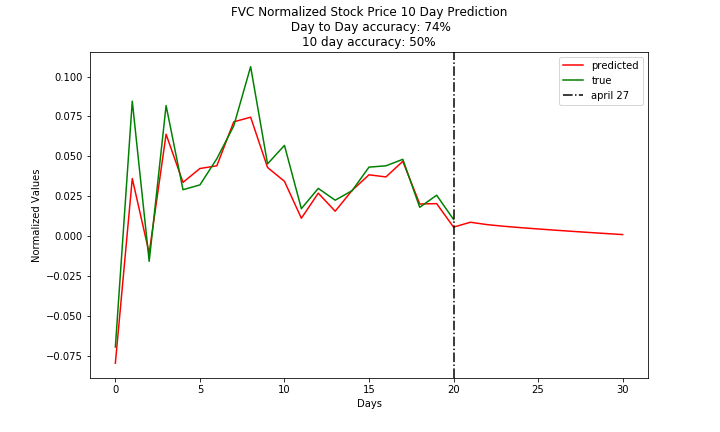 FVC Normalized Stock Price 10 Day Prediction
Day to Day accuracy: 74%
10 day accuracy: 50%
predicted
true
april 27
0.100
0.075
0.050
0.025
0.000
−0.025
−0.050
−0.075
Normalized Values
0 5 10 15 20 25 30
Days